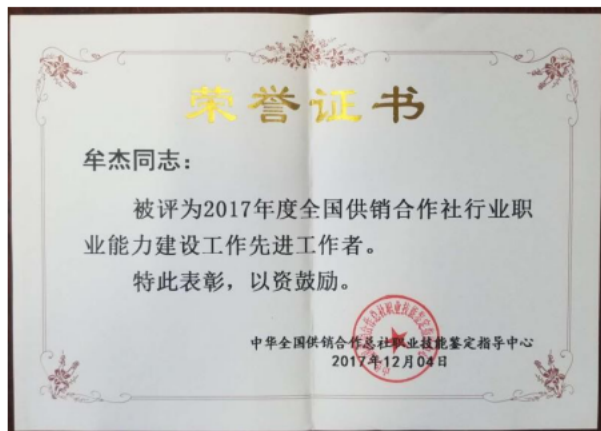 荣誉证书
牟杰同志：
被评为2017年度全国供销合作社行业职
业能力建设工作先进工作者。
特此表彰，以资鼓励。
中华全国供销合作总社职业技能鉴定指导中心
2017年12月04日